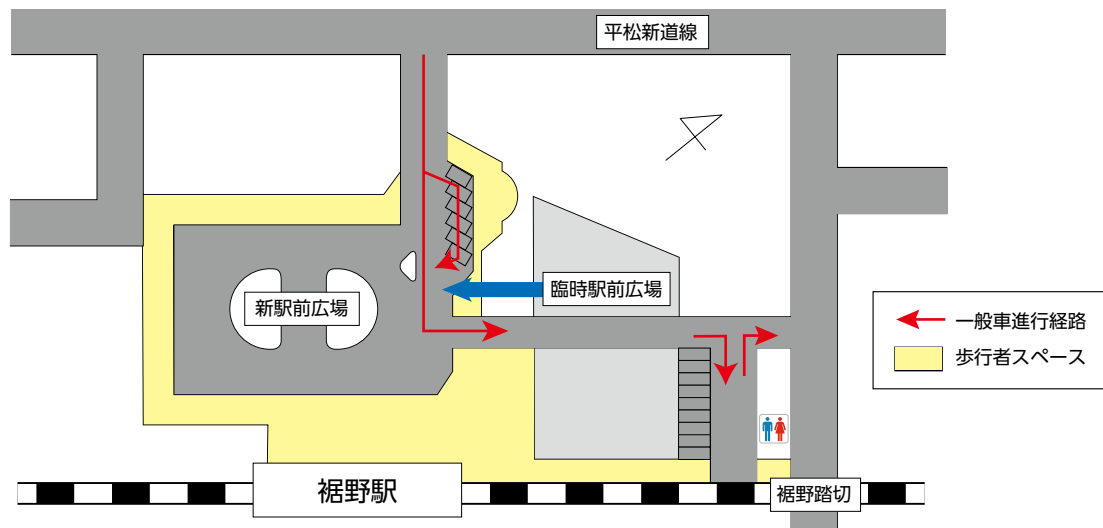 平松新道線
新駅前広場
臨時駅前広場
一般車進行経路
歩行者スペース
裾野駅
裾野踏切